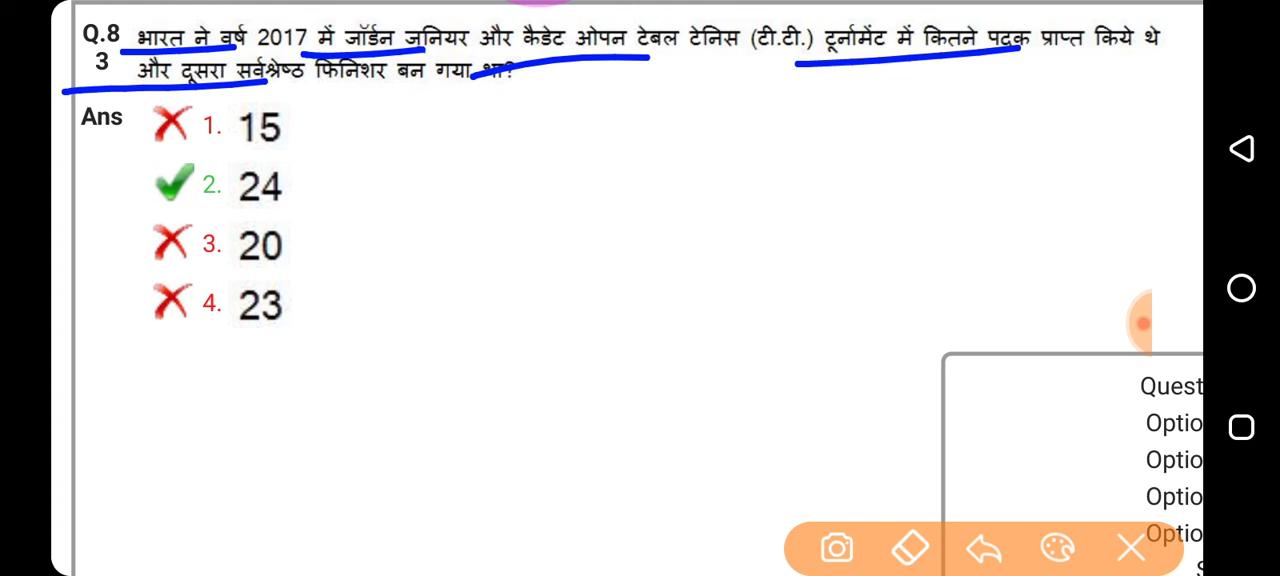 Q.8 भारत ने वर्ष 2017 में जॉर्डन जूनियर और कैडेट ओपन टेबल टेनिस (टी.टी.) टूर्नामेंट में कितने पदक प्राप्त किये थे
3 और दूसरा सर्वश्रेष्ठ फिनिशर बन गया था?
Ans 1. 15
2. 24
3. 20
4. 23
Quest
Optio
Optio
Optio
Optio
S